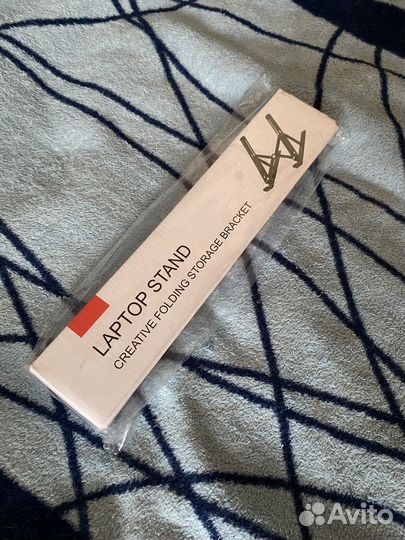 LAPTOP STAND
CREATIVE FOLDING STORAGE BRACKET
Avito